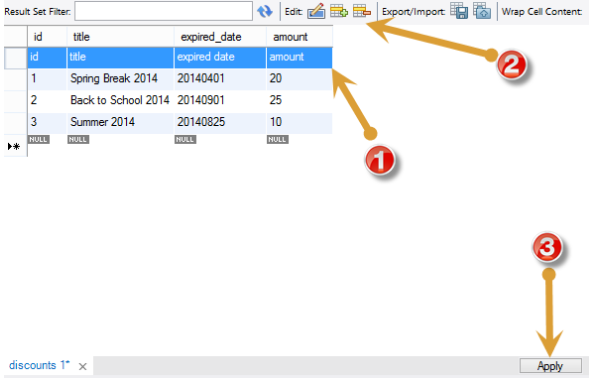 Result Set Filter: Edit: Export/Import: Wrap Cell Content:
id title expired_date amount
id title expired date amount
1 Spring Break 2014 20140401 20
2 Back to School 2014 20140901 25
3 Summer 2014 20140825 10
NULL NULL NULL NULL
2
1
3
discounts 1* Apply